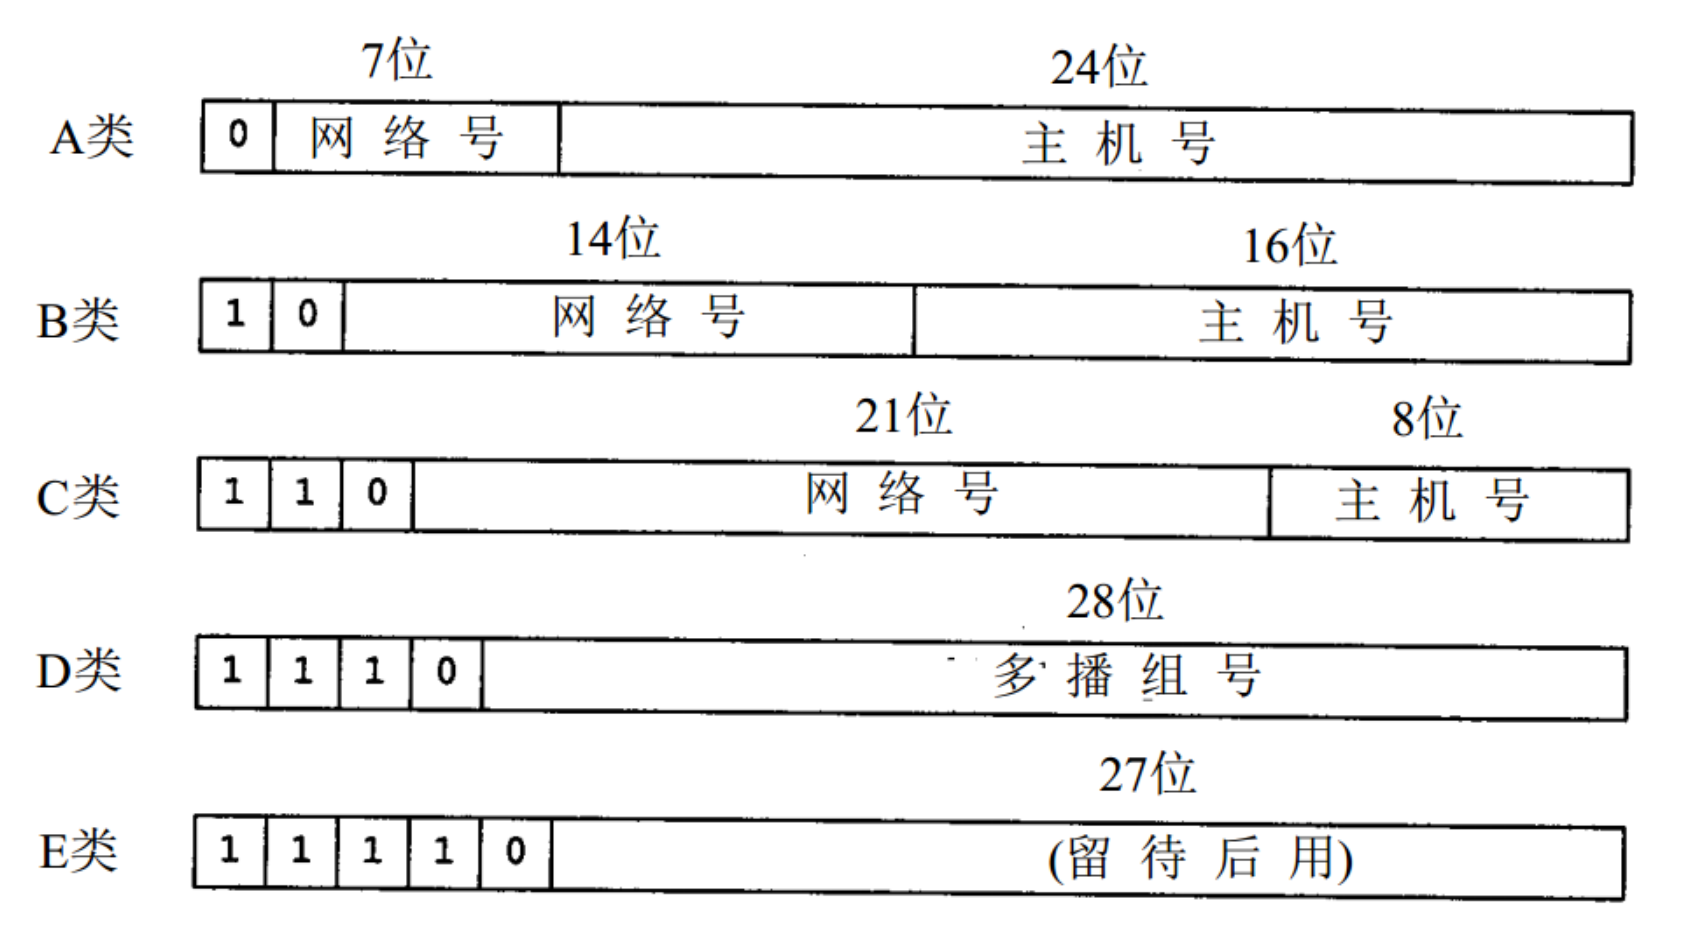 7位 24位
A类 0 网络号 主机号
14位 16位
B类 1 0 网络号 主机号
21位 8位
C类 1 1 0 网络号 主机号
28位
D类 1 1 1 0 多播组号
27位
E类 1 1 1 1 0 (留待后用)